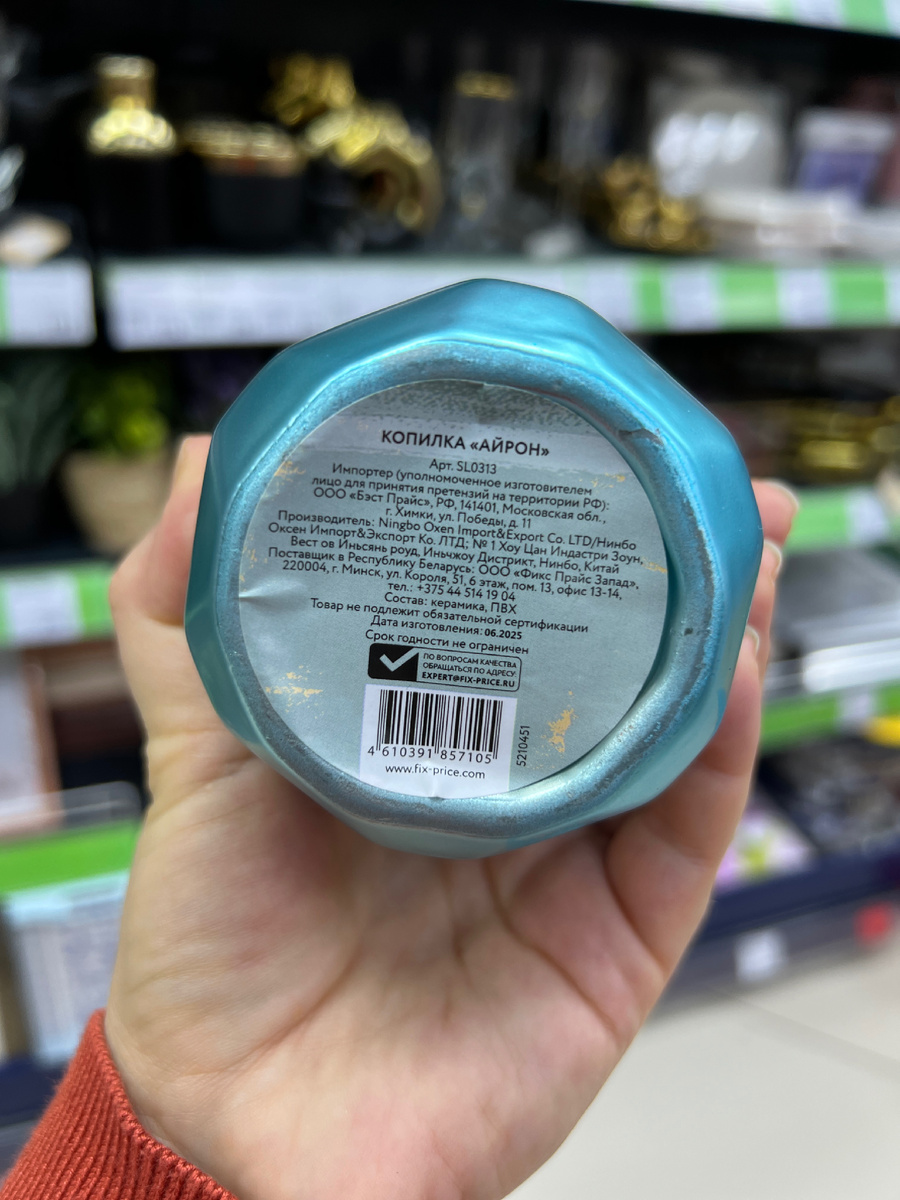 КОПИЛКА «АЙРОН»
Арт. SL0313
Импортер (уполномоченное изготовителем
лицо для принятия претензий на территории РФ):
ООО «Бэст Прайс», РФ, 141401, Московская обл.,
г. Химки, ул. Победы, д. 11
Производитель: Ningbo Oxen Import&Export Co. LTD/Нинбо
Оксен Импорт&Экспорт Ко. ЛТД; № 1 Хоу Цан Индастри Зоун,
Вест ов Иньсянь роуд, Иньчжоу Дистрикт, Нинбо, Китай
Поставщик в Республику Беларусь: ООО «Фикс Прайс Запад»,
220004, г. Минск, ул. Короля, 51, 6 этаж, пом. 13, офис 13-14,
тел.: +375 44 514 19 04
Состав: керамика, ПВХ
Товар не подлежит обязательной сертификации
Дата изготовления: 06.2025
Срок годности не ограничен
ПО ВОПРОСАМ КАЧЕСТВА
ОБРАЩАТЬСЯ ПО АДРЕСУ:
EXPERT@FIX-PRICE.RU
4 610391 857105
5210451
www.fix-price.com